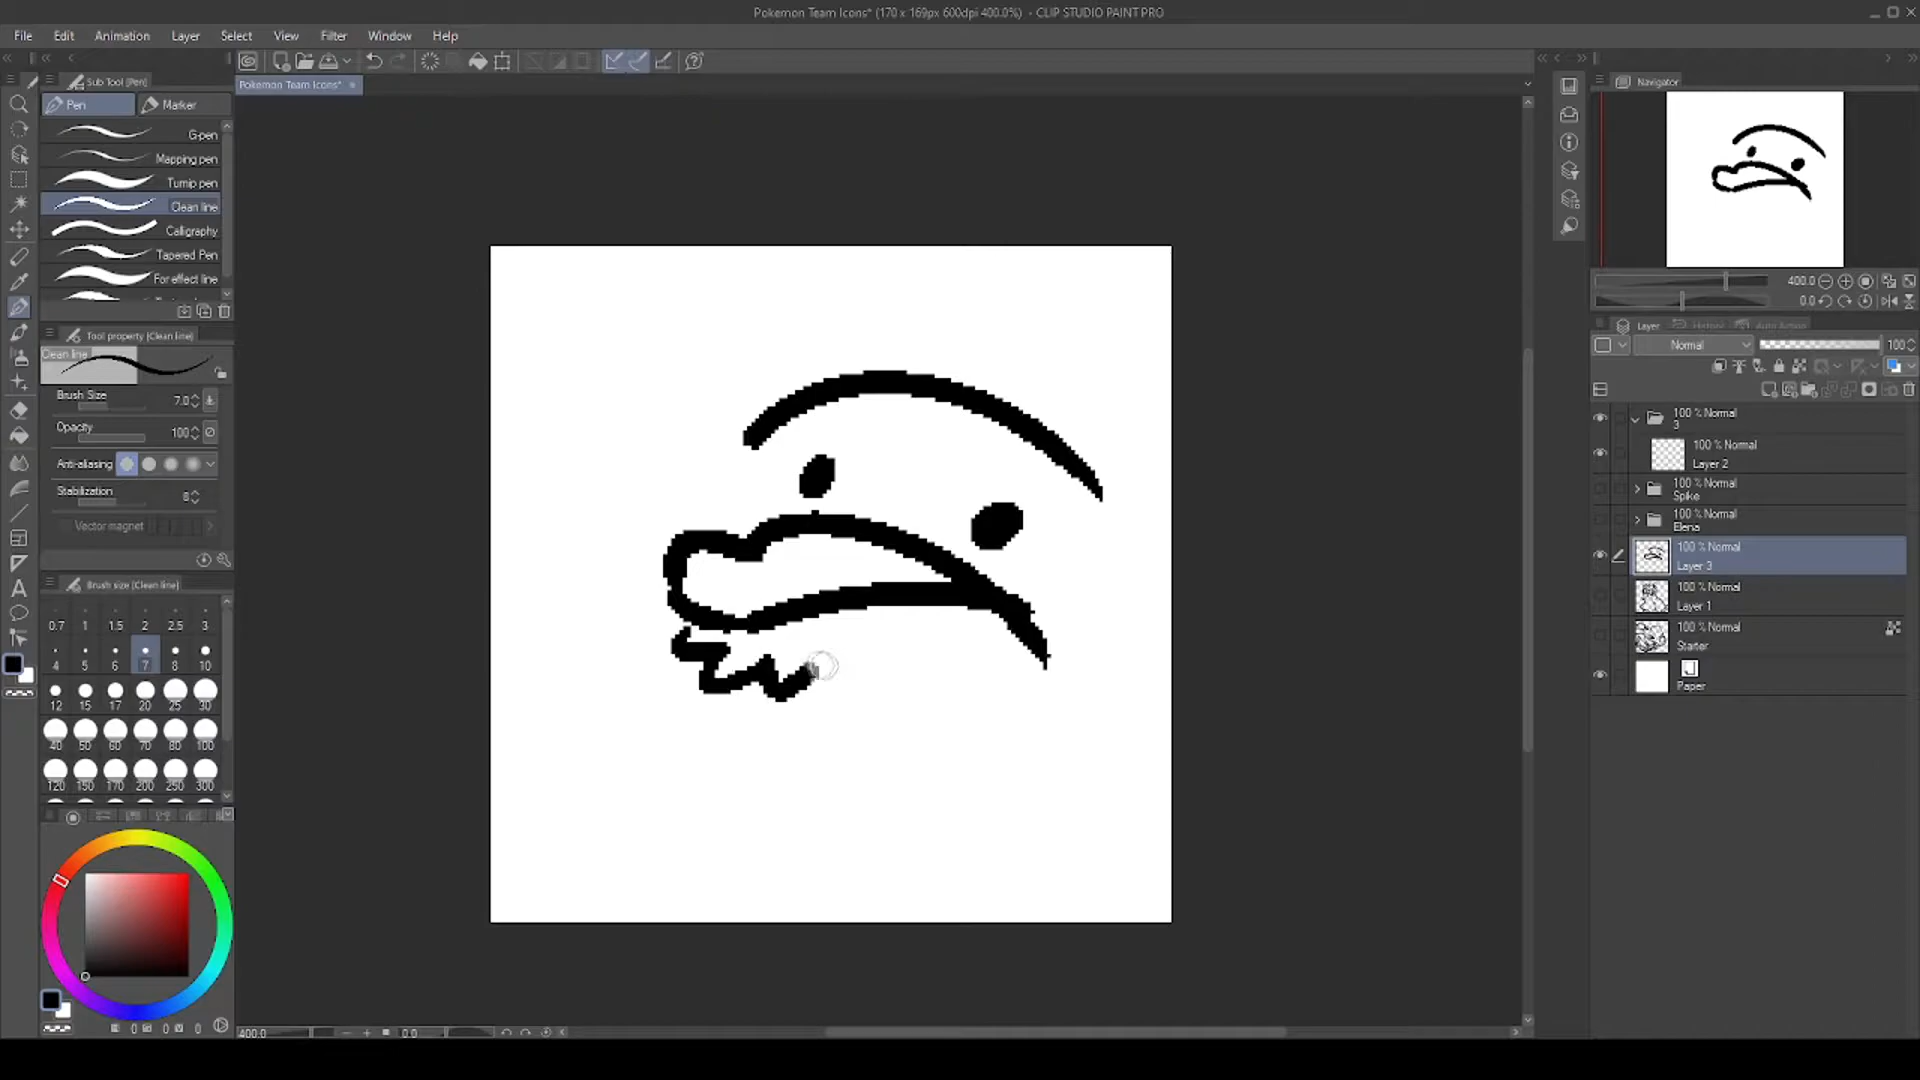 Pokemon Team Icons* (170 x 169px 600dpi 400.0%) - CLIP STUDIO PAINT PRO
File Edit Animation Layer Select View Filter Window Help
Sub Tool [Pen]
Pokemon Team Icons*
Navigator
Pen
Marker
G-pen
Mapping pen
Turnip pen
Clean line
Calligraphy
Tapered Pen
For effect line
400.0
0.0
Tool property [Clean line]
Layer History Auto Action
Clean line
Normal 100
Brush Size 7.0
Opacity 100
Anti-aliasing
Stabilization 8
Vector magnet
100 % Normal
3
100 % Normal
Layer 2
100 % Normal
Spike
100 % Normal
Elena
100 % Normal
Layer 3
100 % Normal
Layer 1
100 % Normal
Starter
Paper
Brush size [Clean line]
0.7 1 1.5 2 2.5 3
4 5 6 7 8 10
12 15 17 20 25 30
40 50 60 70 80 100
120 150 170 200 250 300
0 0 0
400.0
0.0